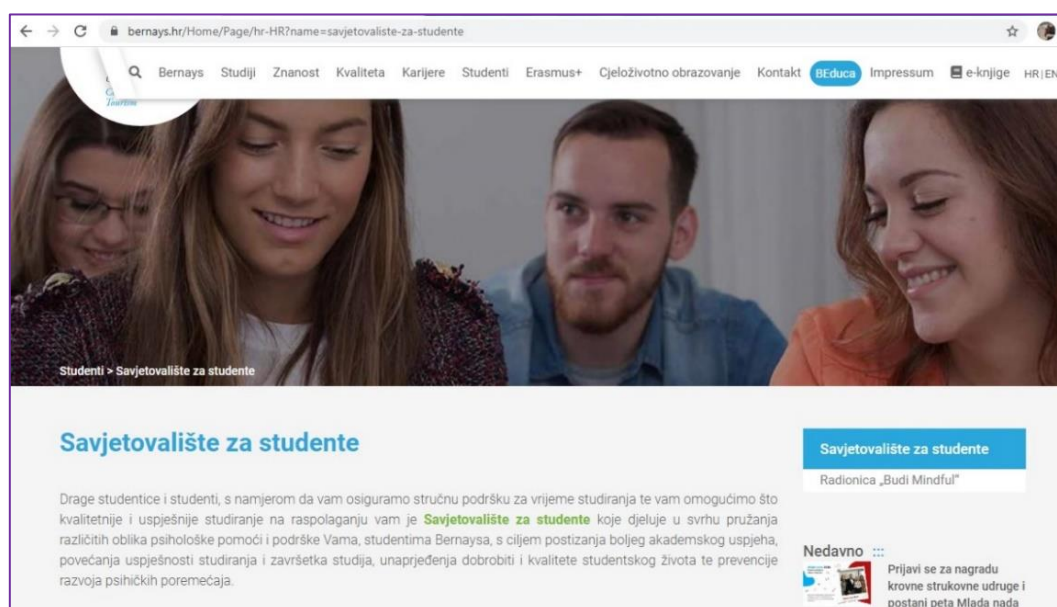 bernays.hr/Home/Page/hr-HR?name=savjetovaliste-za-studente
Bernays Studiji Znanost Kvaliteta Karijere Studenti Erasmus+ Cjeloživotno obrazovanje Kontakt BEduca Impressum e-knjige HR|EN
Tourism
Studenti > Savjetovalište za studente
Savjetovalište za studente
Drage studentice i studenti, s namjerom da vam osiguramo stručnu podršku za vrijeme studiranja te vam omogućimo što
kvalitetnije i uspješnije studiranje na raspolaganju vam je Savjetovalište za studente koje djeluje u svrhu pružanja
različitih oblika psihološke pomoći i podrške Vama, studentima Bernaysa, s ciljem postizanja boljeg akademskog uspjeha,
povećanja uspješnosti studiranja i završetka studija, unaprjeđenja dobrobiti i kvalitete studentskog života te prevencije
razvoja psihičkih poremećaja.
Savjetovalište za studente
Radionica „Budi Mindful”
Nedavno
Prijavi se za nagradu
krovne strukovne udruge i
postani peta Mlada nada